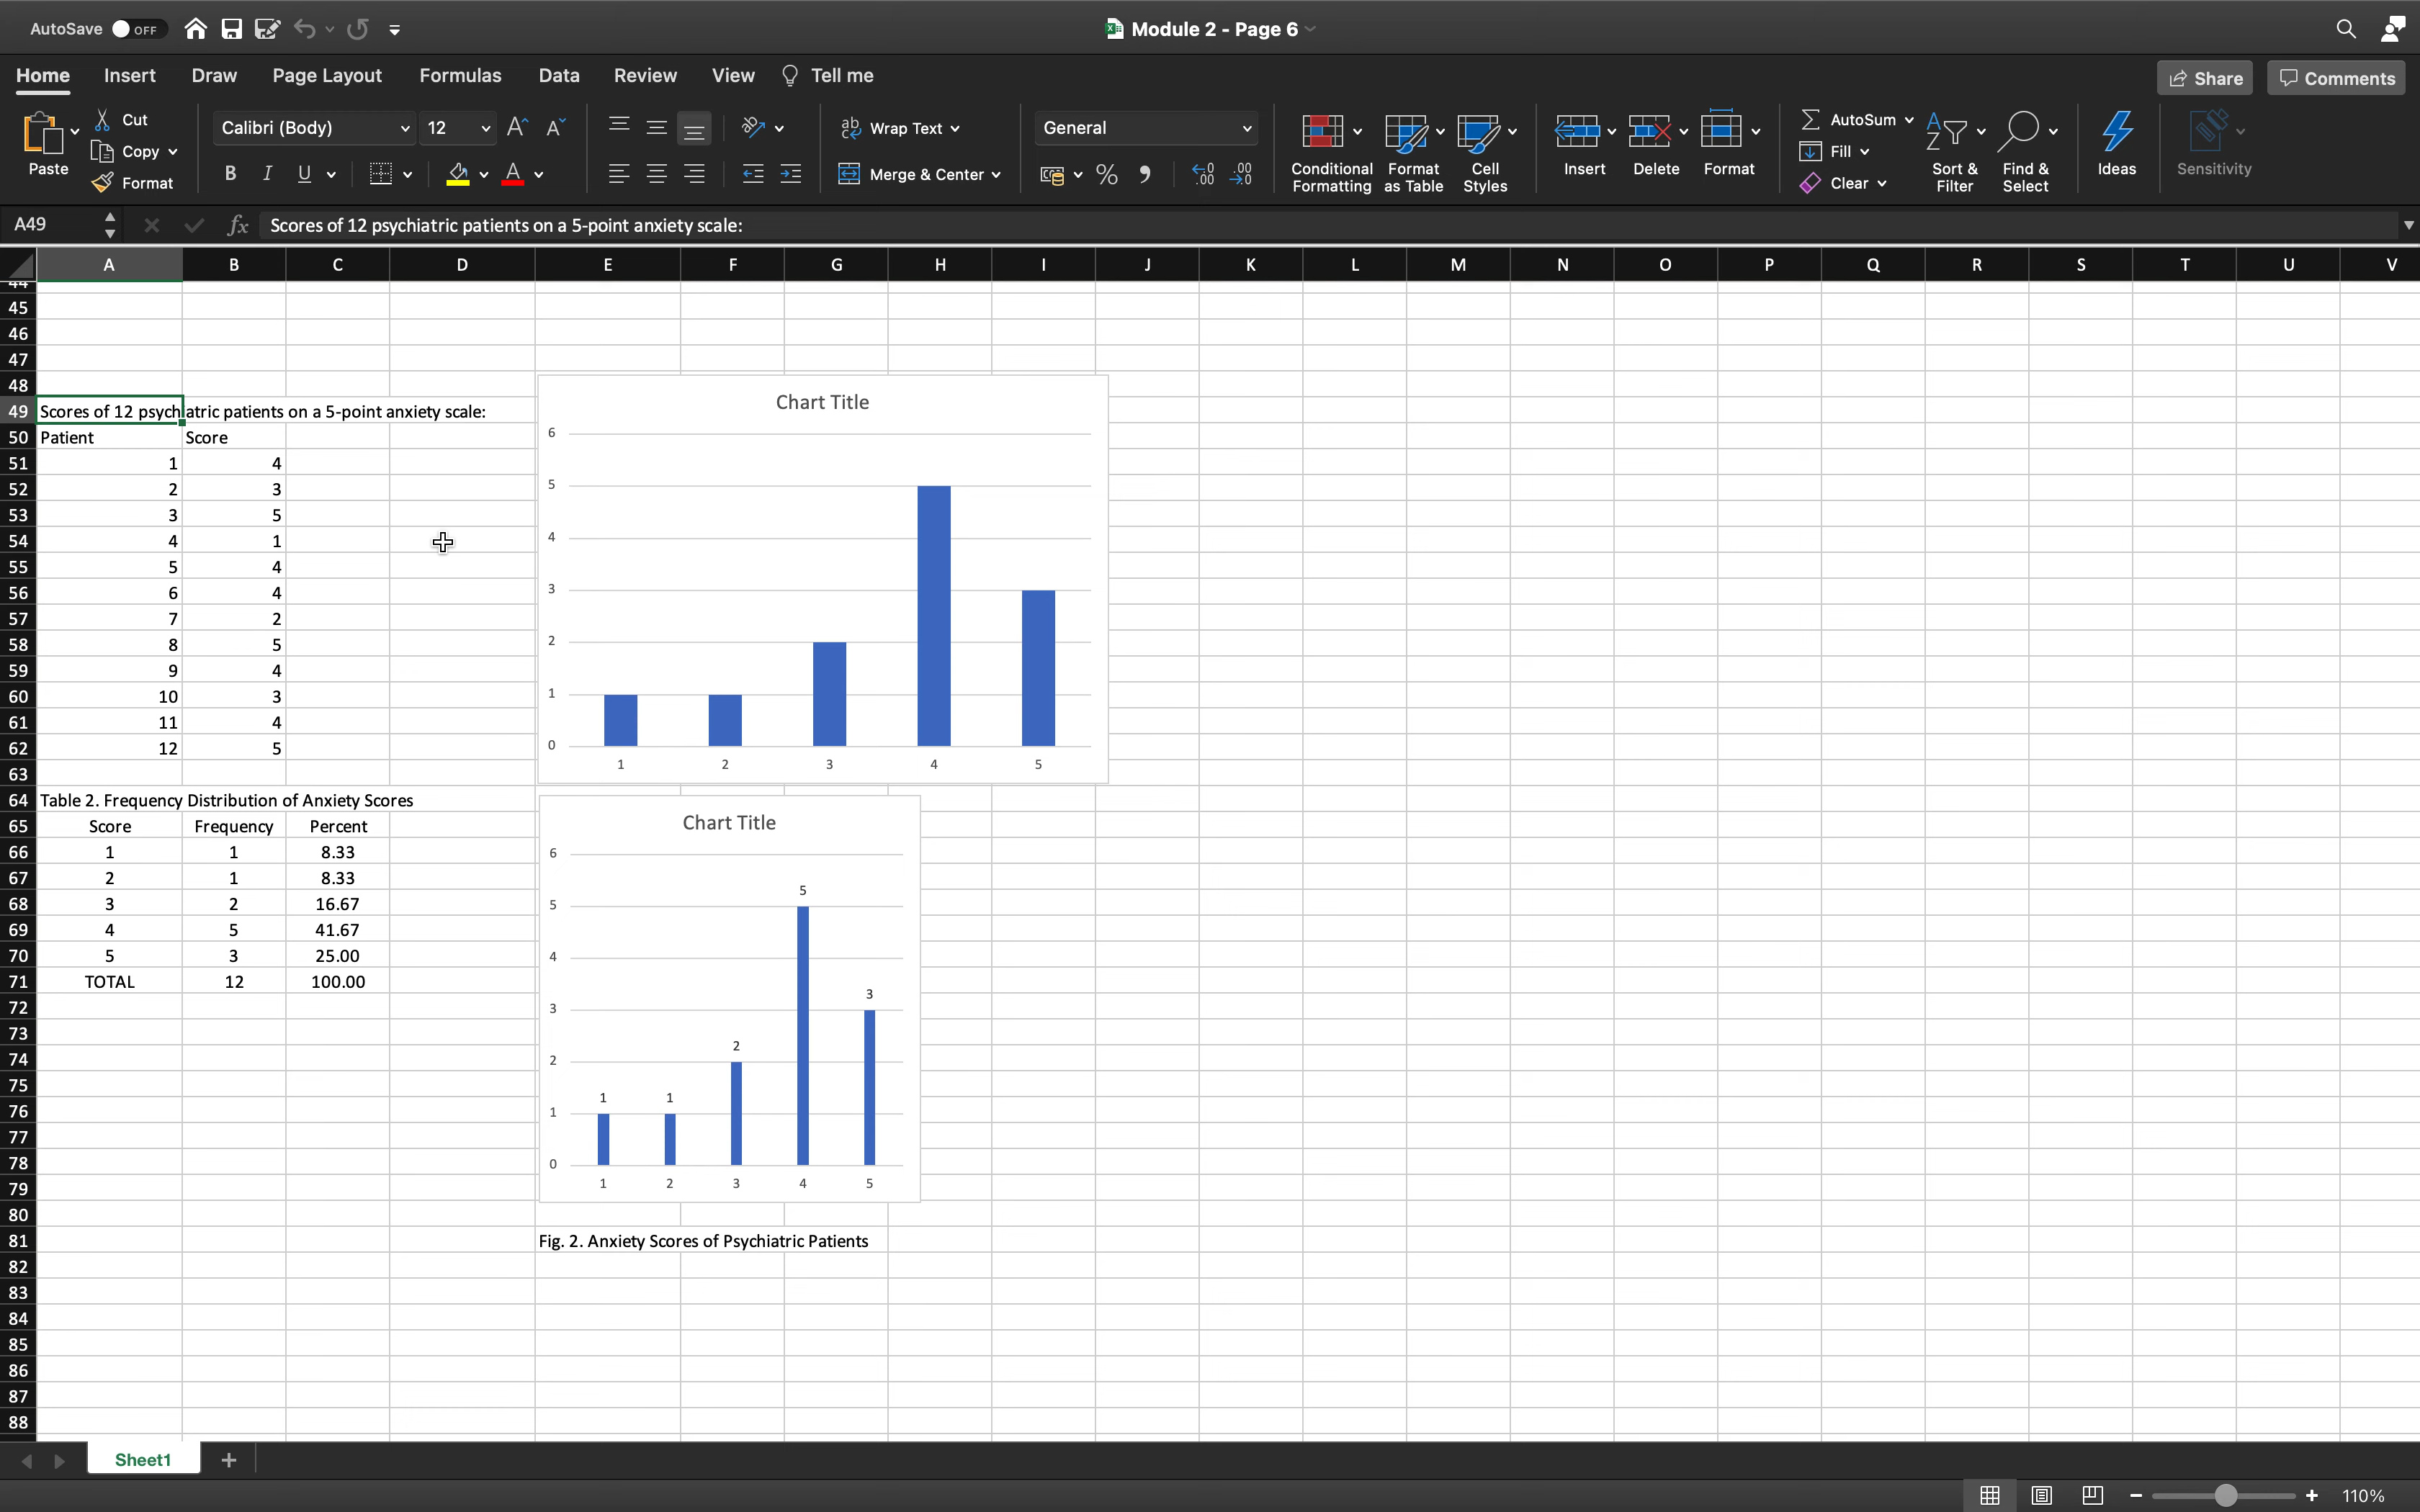 AutoSave OFF Module 2 - Page 6
Home Insert Draw Page Layout Formulas Data Review View Tell me Share Comments
Paste Cut Copy Format
Calibri (Body) 12
B I U A
Wrap Text
Merge & Center
General
% .00
Conditional Formatting Format as Table Cell Styles
Insert Delete Format
AutoSum Fill Clear
Sort & Filter Find & Select Ideas Sensitivity
A49 fx Scores of 12 psychiatric patients on a 5-point anxiety scale:
A B C D E F G H I J K L M N O P Q R S T U V
44
45
46
47
48
49 Scores of 12 psychiatric patients on a 5-point anxiety scale:
50 Patient Score
51 1 4
52 2 3
53 3 5
54 4 1
55 5 4
56 6 4
57 7 2
58 8 5
59 9 4
60 10 3
61 11 4
62 12 5
63
64 Table 2. Frequency Distribution of Anxiety Scores
65 Score Frequency Percent
66 1 1 8.33
67 2 1 8.33
68 3 2 16.67
69 4 5 41.67
70 5 3 25.00
71 TOTAL 12 100.00
72
73
74
75
76
77
78
79
80
81
82
83
84
85
86
87
88
Chart Title
6
5
4
3
2
1
0
1 2 3 4 5
Chart Title
6
5
4
3
2
1
0
1 1 2 5 3
1 2 3 4 5
Fig. 2. Anxiety Scores of Psychiatric Patients
Sheet1 +
110%